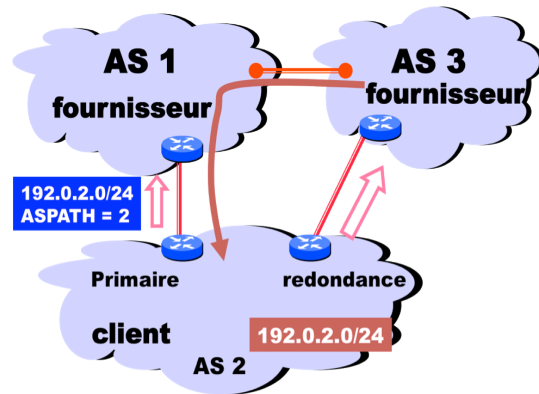 AS 1
fournisseur
AS 3
fournisseur
192.0.2.0/24
ASPATH = 2
Primaire
redondance
client
192.0.2.0/24
AS 2